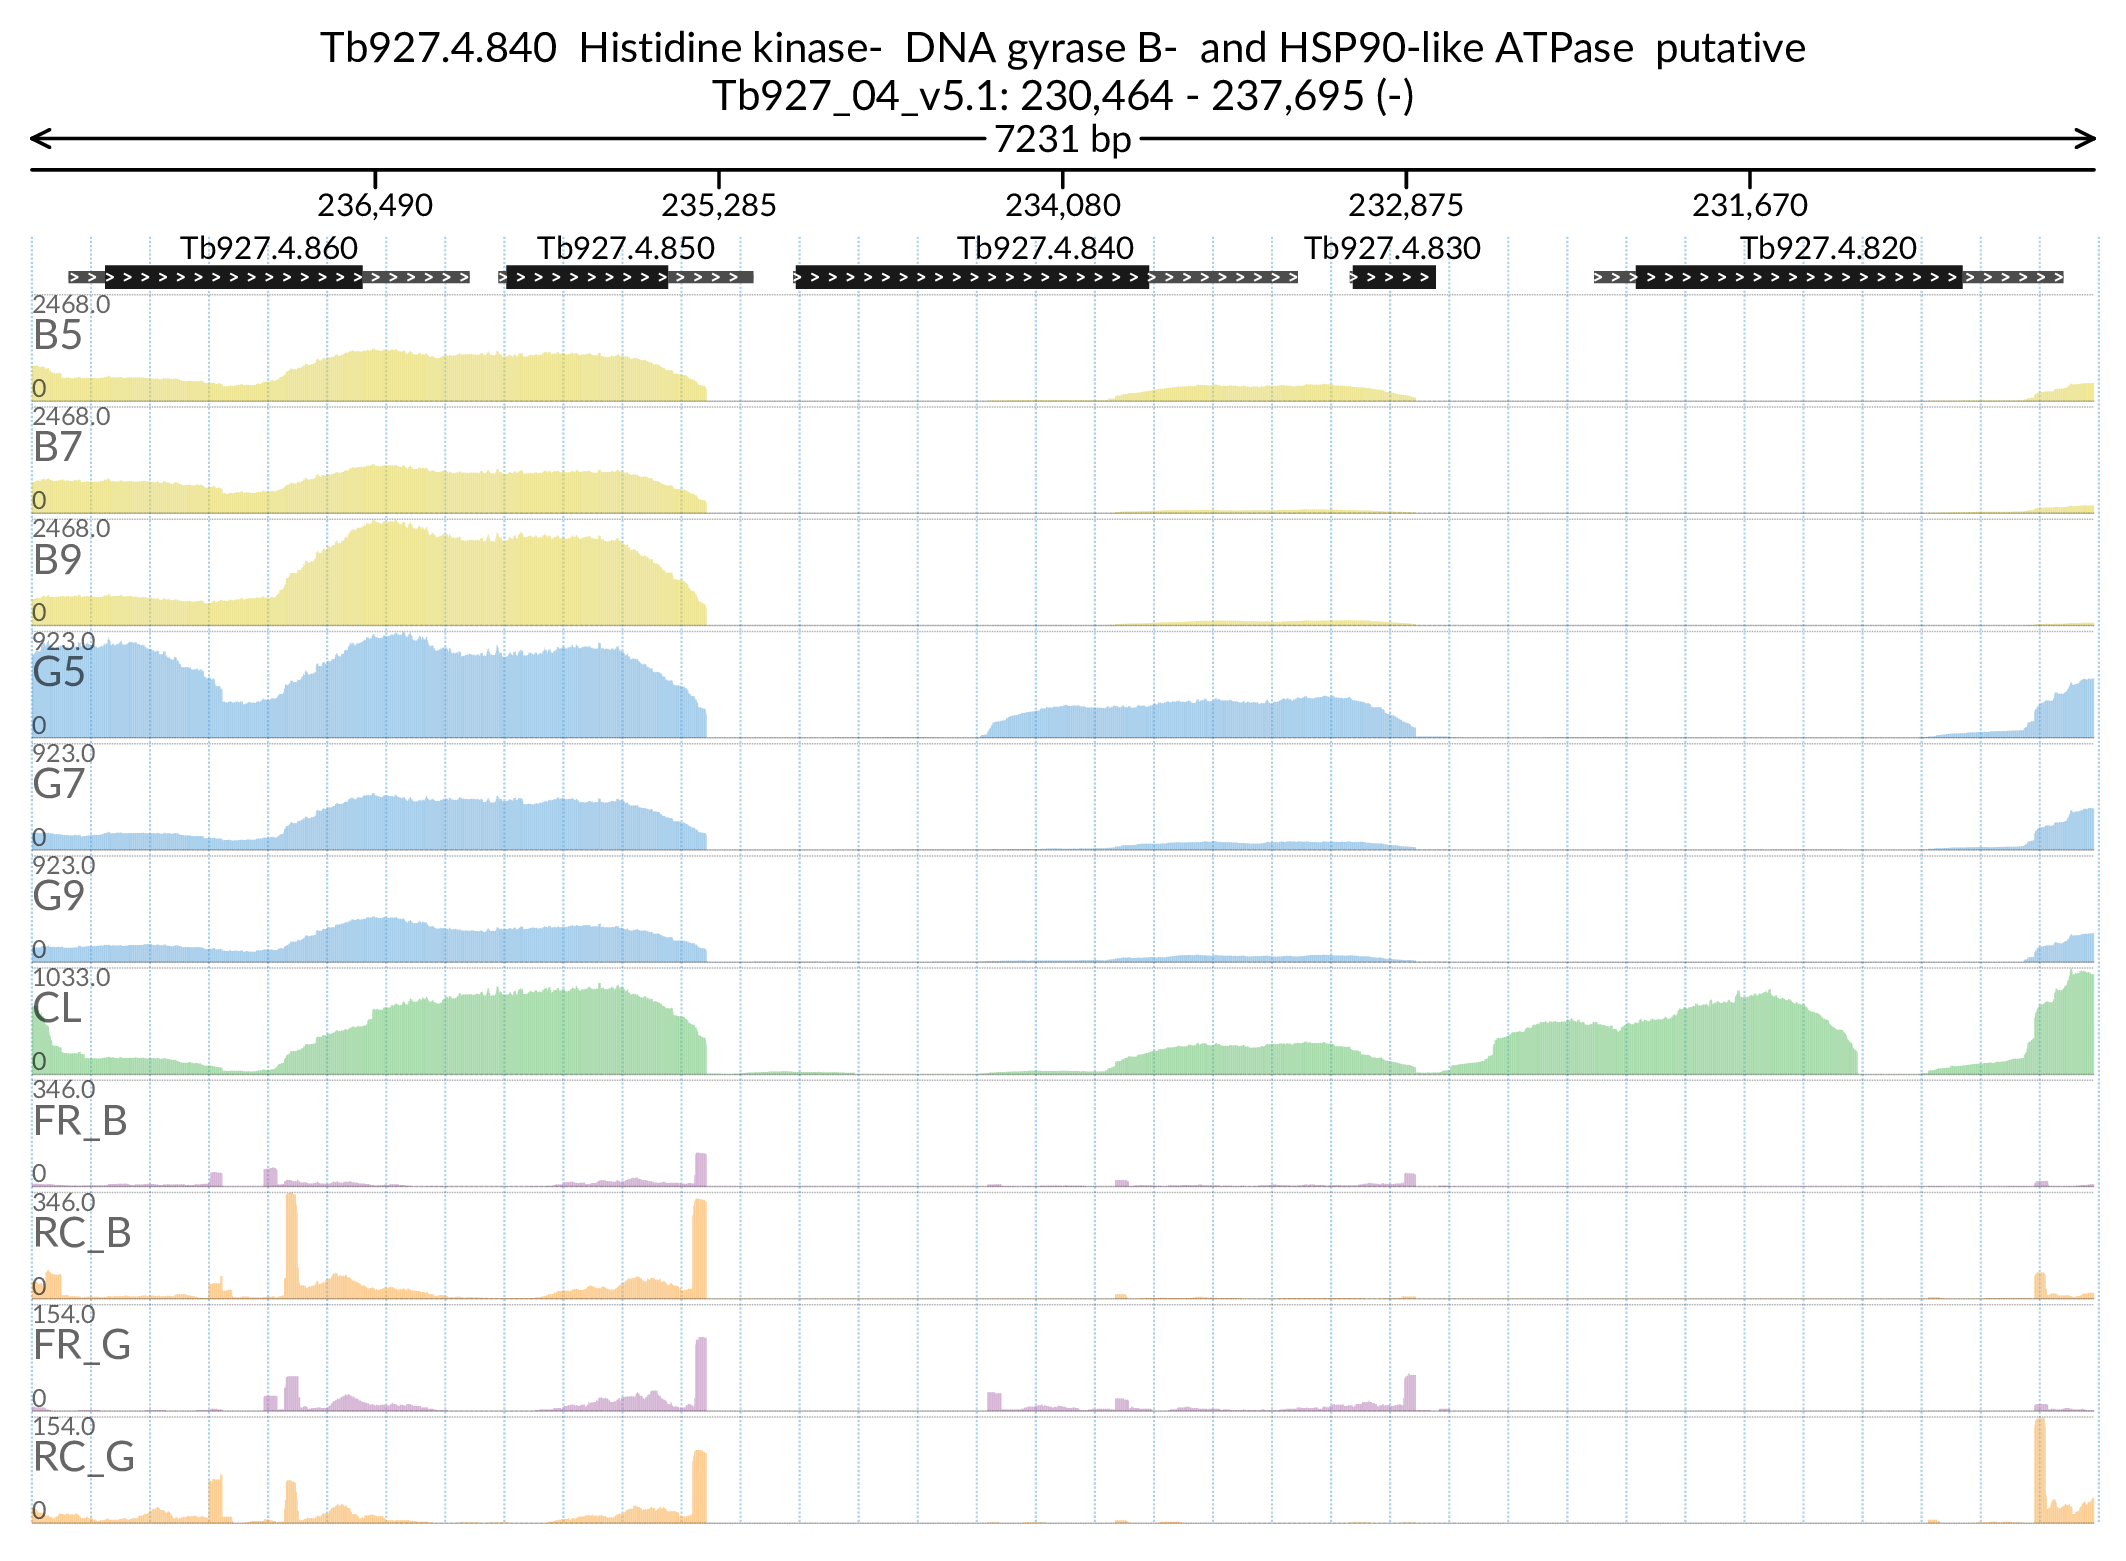 Tb927.4.840  Histidine kinase-  DNA gyrase B-  and HSP90-like ATPase  putative
Tb927_04_v5.1: 230,464 - 237,695 (-)
7231 bp
236,490 235,285 234,080 232,875 231,670
Tb927.4.860 Tb927.4.850 Tb927.4.840 Tb927.4.830 Tb927.4.820
2468.0
B5
0
2468.0
B7
0
2468.0
B9
0
923.0
G5
0
923.0
G7
0
923.0
G9
0
1033.0
CL
0
346.0
FR_B
0
346.0
RC_B
0
154.0
FR_G
0
154.0
RC_G
0